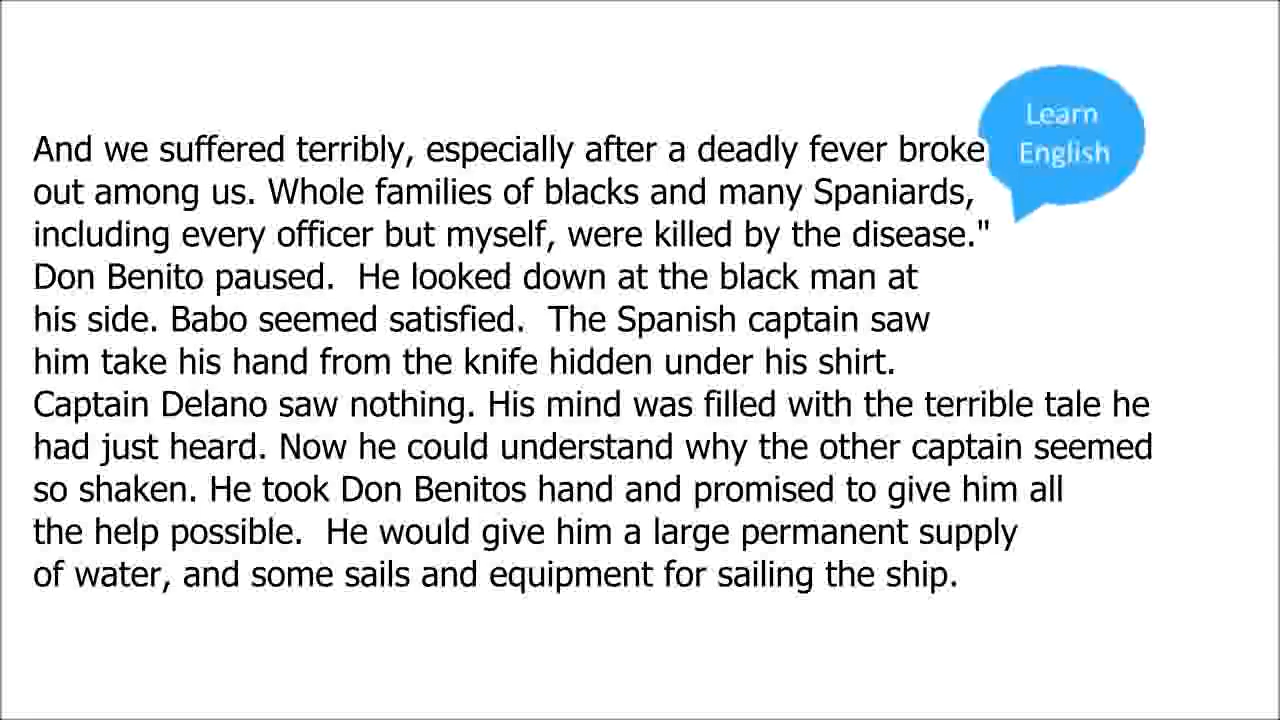 Learn
English
And we suffered terribly, especially after a deadly fever broke
out among us. Whole families of blacks and many Spaniards,
including every officer but myself, were killed by the disease."
Don Benito paused.  He looked down at the black man at
his side. Babo seemed satisfied.  The Spanish captain saw
him take his hand from the knife hidden under his shirt.
Captain Delano saw nothing. His mind was filled with the terrible tale he
had just heard. Now he could understand why the other captain seemed
so shaken. He took Don Benitos hand and promised to give him all
the help possible.  He would give him a large permanent supply
of water, and some sails and equipment for sailing the ship.